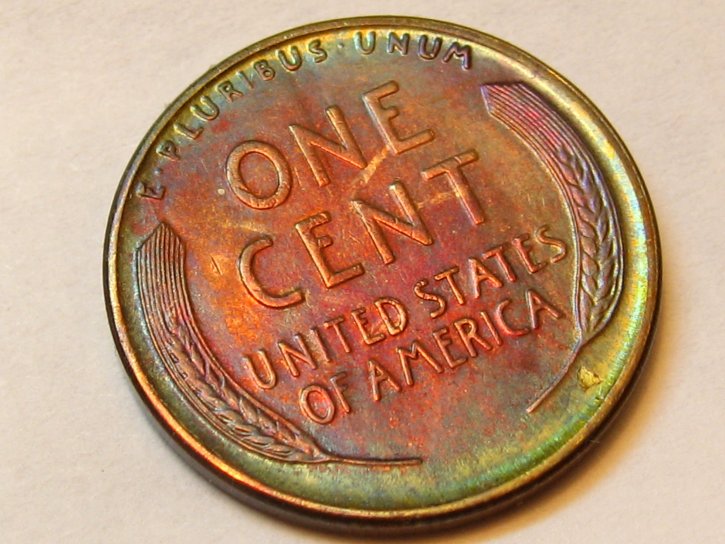 E · PLURIBUS · UNUM
ONE
CENT
UNITED STATES
OF AMERICA